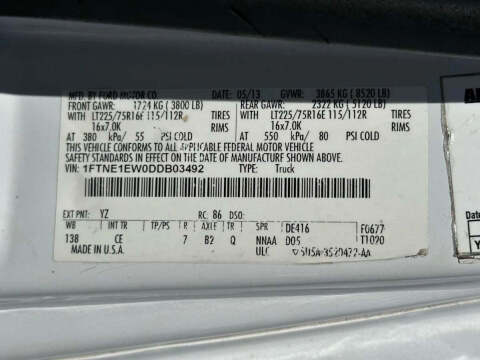 MFD. BY FORD MOTOR CO. DATE: 05/13 GVWR: 3865 KG ( 8520 LB)
FRONT GAWR: 1724 KG ( 3800 LB) REAR GAWR: 2322 KG ( 5120 LB)
WITH LT225/75R16E 115/112R TIRES WITH LT225/75R16E 115/112R TIRES
16x7.0K RIMS 16x7.0K RIMS
AT 380 kPa/ 55 PSI COLD AT 550 kPa/ 80 PSI COLD
THIS VEHICLE CONFORMS TO ALL APPLICABLE FEDERAL MOTOR VEHICLE
SAFETY STANDARDS IN EFFECT ON THE DATE OF MANUFACTURE SHOWN ABOVE.
VIN: 1FTNE1EW0DDB03492 TYPE: Truck
EXT PNT: YZ RC: 86 DSO:
WB INT TR TP/PS R AXLE TR SPR DE416 F0677
138 CE 7 B2 Q NNAA D05 T1020
MADE IN U.S.A. ULC